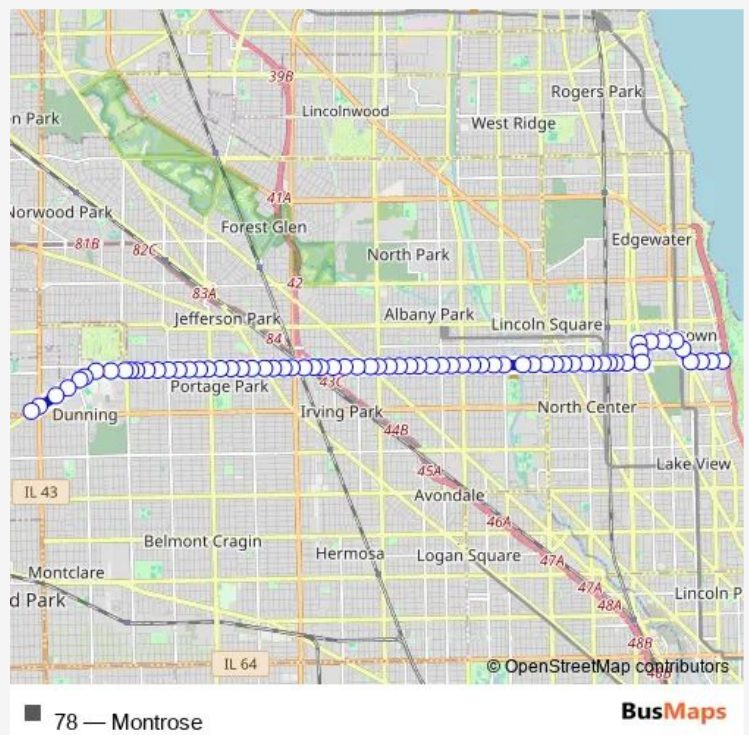 39B
Rogers Park
Lincolnwood
n Park
West Ridge
41A
Norwood Park
Forest Glen
81B
82C
Edgewater
North Park
42
83A
Jefferson Park
Albany Park
Lincoln Square
84
43C
Portage Park
Dunning
Irving Park
North Center
44B
45A
Lake View
IL 43
Avondale
46A
Belmont Cragin
Hermosa
Logan Square
47A
Montclare
47A
d Park
48A
Lincoln P
48B
IL 64
© OpenStreetMap contributors
78 — Montrose
BusMaps